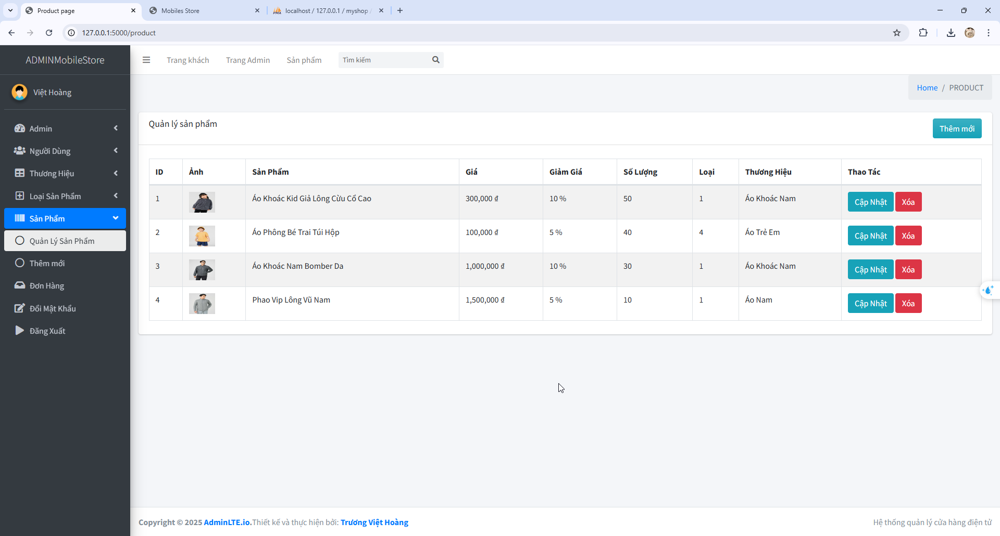 Product page
Mobiles Store
localhost / 127.0.0.1 / myshop /
127.0.0.1:5000/product
ADMINMobileStore
Trang khách Trang Admin Sản phẩm Tìm kiếm
Việt Hoàng
Home / PRODUCT
Admin
Người Dùng
Thương Hiệu
Loại Sản Phẩm
Sản Phẩm
Quản Lý Sản Phẩm
Thêm mới
Đơn Hàng
Đổi Mật Khẩu
Đăng Xuất
Quản lý sản phẩm Thêm mới
ID Ảnh Sản Phẩm Giá Giảm Giá Số Lượng Loại Thương Hiệu Thao Tác
1 Áo Khoác Kid Giả Lông Cừu Cổ Cao 300,000 ₫ 10 % 50 1 Áo Khoác Nam Cập Nhật Xóa
2 Áo Phông Bé Trai Túi Hộp 100,000 ₫ 5 % 40 4 Áo Trẻ Em Cập Nhật Xóa
3 Áo Khoác Nam Bomber Da 1,000,000 ₫ 10 % 30 1 Áo Khoác Nam Cập Nhật Xóa
4 Phao Vip Lông Vũ Nam 1,500,000 ₫ 5 % 10 1 Áo Nam Cập Nhật Xóa
Copyright © 2025 AdminLTE.io.Thiết kế và thực hiện bởi: Trương Việt Hoàng Hệ thống quản lý cửa hàng điện tử